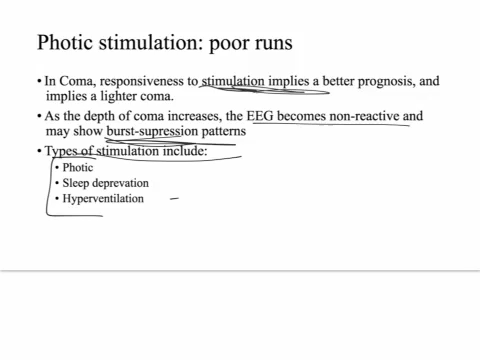 Photic stimulation: poor runs
• In Coma, responsiveness to stimulation implies a better prognosis, and
implies a lighter coma.
• As the depth of coma increases, the EEG becomes non-reactive and
may show burst-supression patterns
• Types of stimulation include:
• Photic
• Sleep deprevation
• Hyperventilation